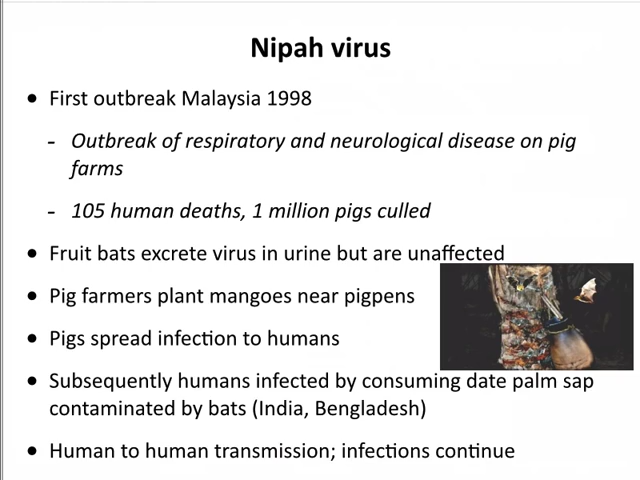 Nipah virus
• First outbreak Malaysia 1998
- Outbreak of respiratory and neurological disease on pig
farms
- 105 human deaths, 1 million pigs culled
• Fruit bats excrete virus in urine but are unaffected
• Pig farmers plant mangoes near pigpens
• Pigs spread infection to humans
• Subsequently humans infected by consuming date palm sap
contaminated by bats (India, Bengladesh)
• Human to human transmission; infections continue